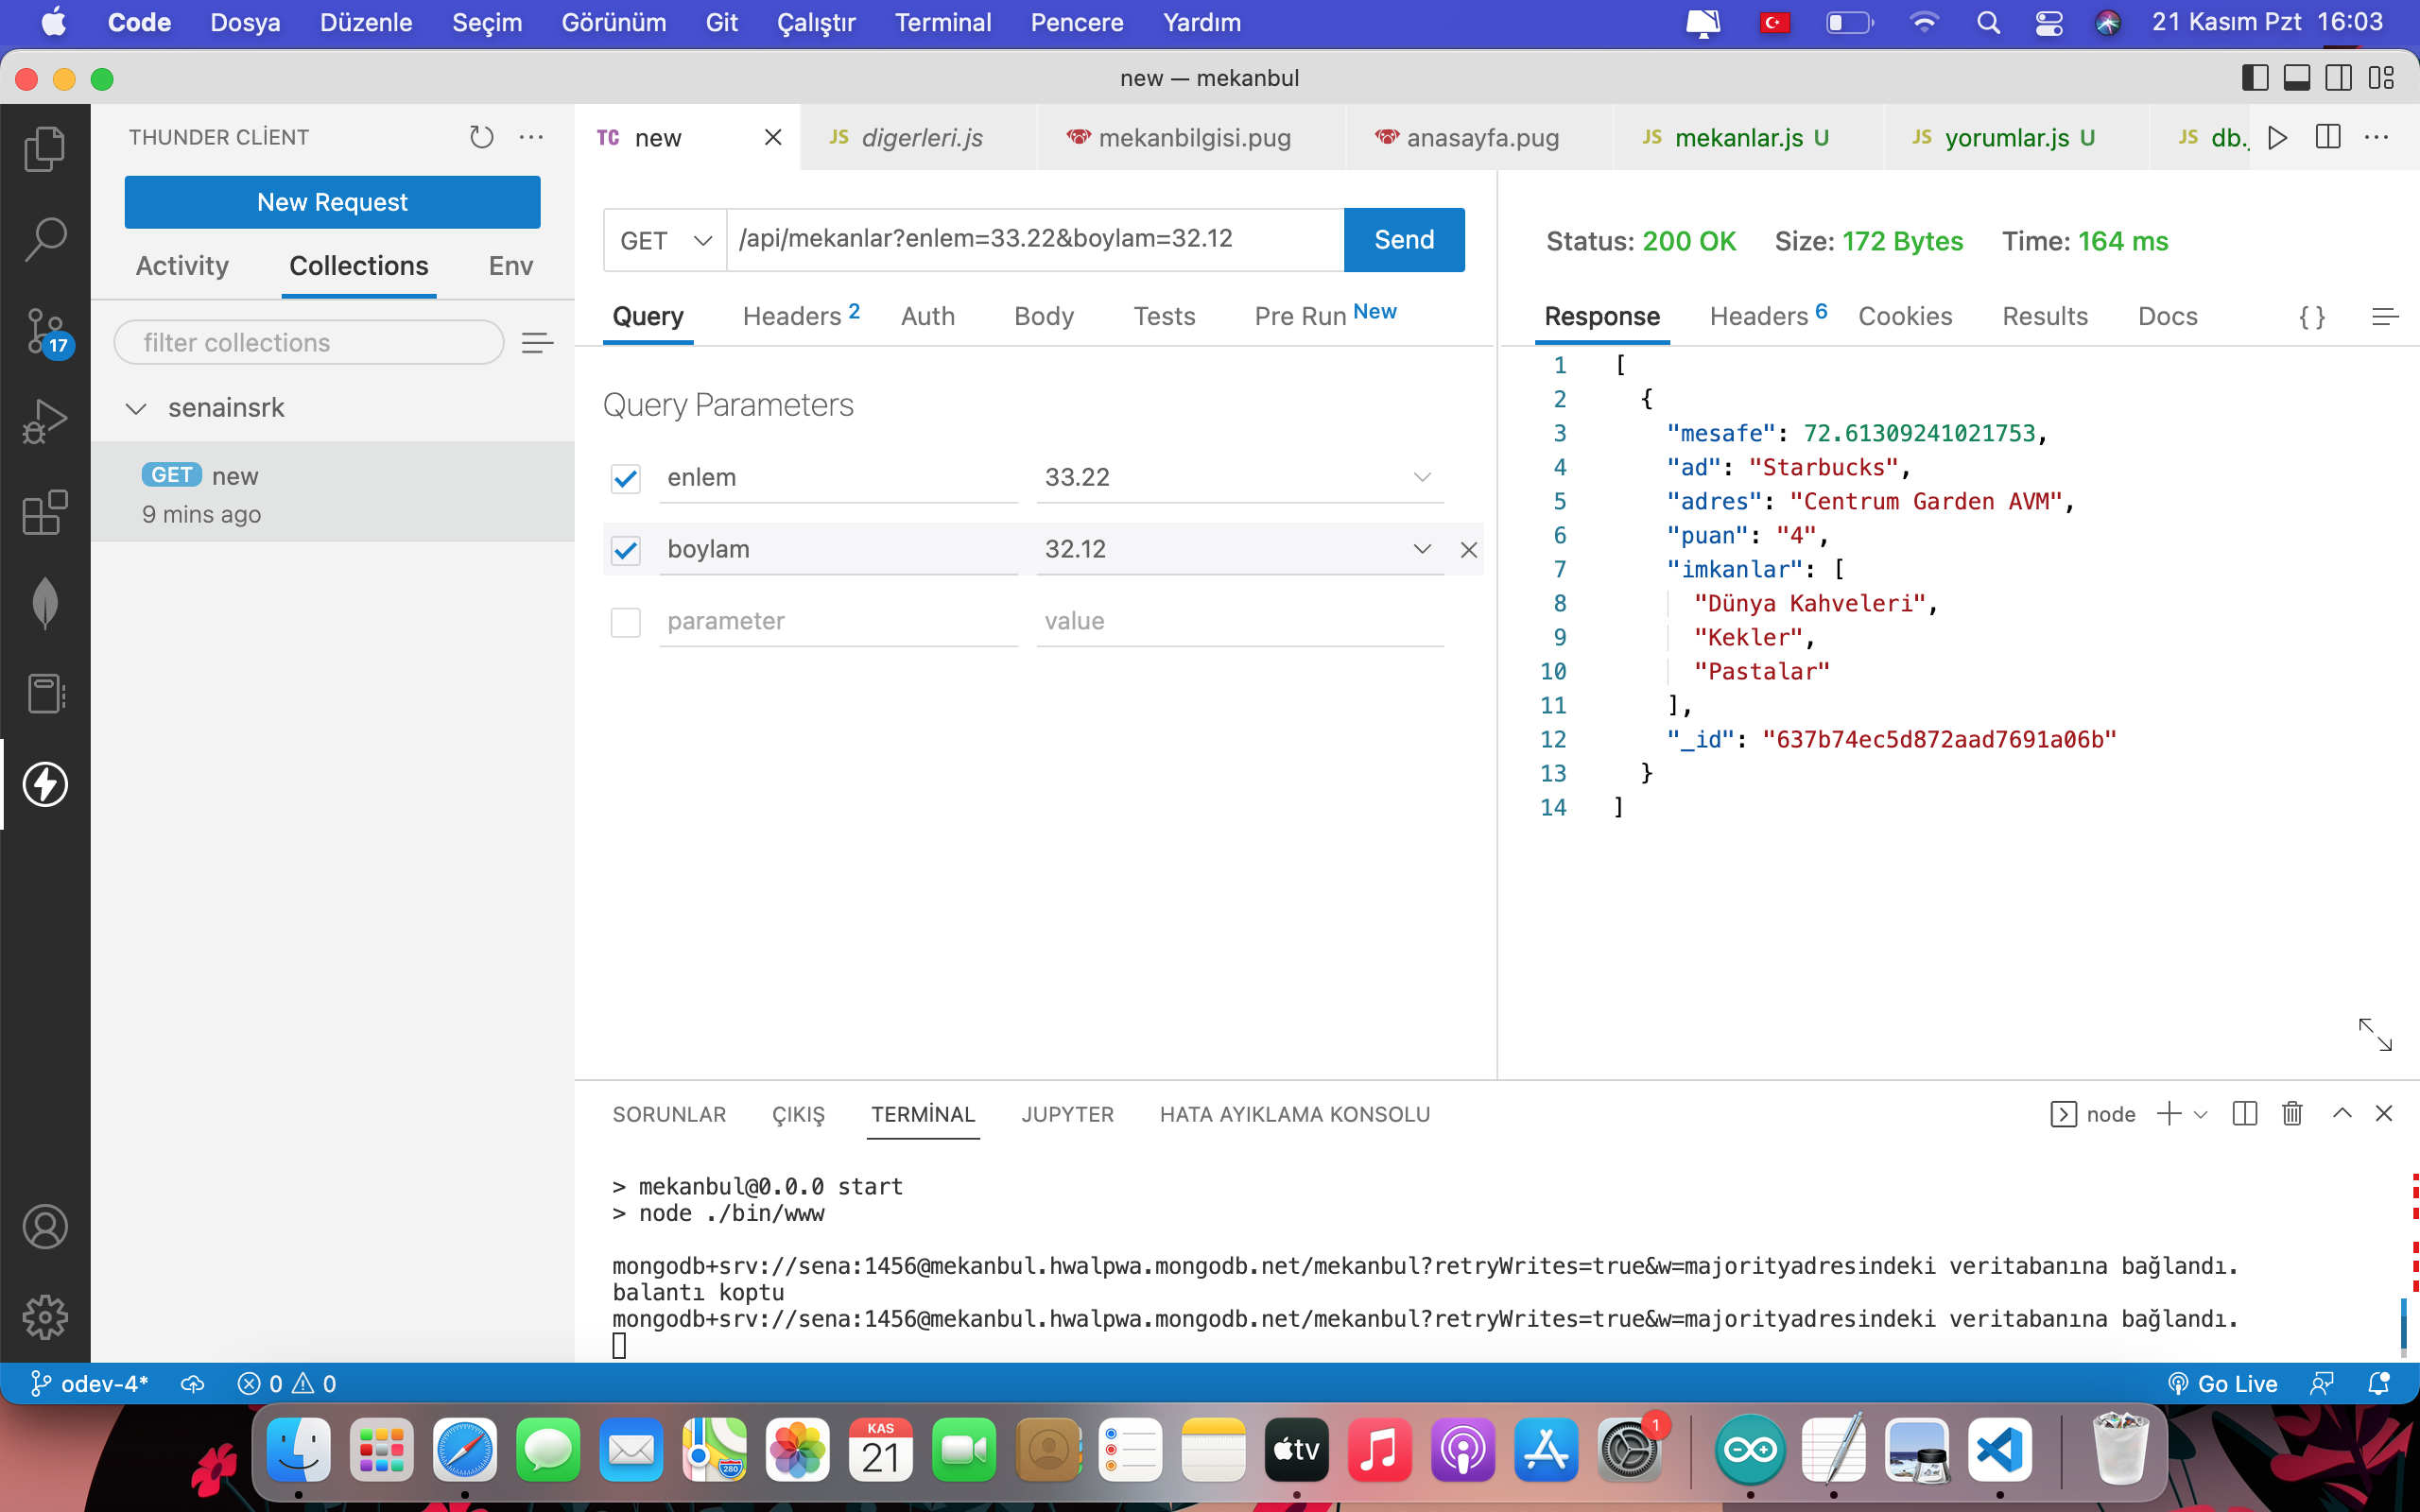 Code Dosya Düzenle Seçim Görünüm Git Çalıştır Terminal Pencere Yardım 21 Kasım Pzt 16:03
new — mekanbul
THUNDER CLİENT
New Request
Activity Collections Env
filter collections
17
senainsrk
GET new
9 mins ago
TC new JS digerleri.js mekanbilgisi.pug anasayfa.pug JS mekanlar.js U JS yorumlar.js U JS db.
GET /api/mekanlar?enlem=33.22&boylam=32.12 Send
Query Headers 2 Auth Body Tests Pre Run New
Query Parameters
enlem 33.22
boylam 32.12
parameter value
Status: 200 OK Size: 172 Bytes Time: 164 ms
Response Headers 6 Cookies Results Docs { }
1 [
2 {
3 "mesafe": 72.61309241021753,
4 "ad": "Starbucks",
5 "adres": "Centrum Garden AVM",
6 "puan": "4",
7 "imkanlar": [
8 "Dünya Kahveleri",
9 "Kekler",
10 "Pastalar"
11 ],
12 "_id": "637b74ec5d872aad7691a06b"
13 }
14 ]
SORUNLAR ÇIKIŞ TERMİNAL JUPYTER HATA AYIKLAMA KONSOLU node
> mekanbul@0.0.0 start
> node ./bin/www
mongodb+srv://sena:1456@mekanbul.hwalpwa.mongodb.net/mekanbul?retryWrites=true&w=majorityadresindeki veritabanına bağlandı.
balantı koptu
mongodb+srv://sena:1456@mekanbul.hwalpwa.mongodb.net/mekanbul?retryWrites=true&w=majorityadresindeki veritabanına bağlandı.
odev-4* 0 0 Go Live
KAS
21
280
tv
1